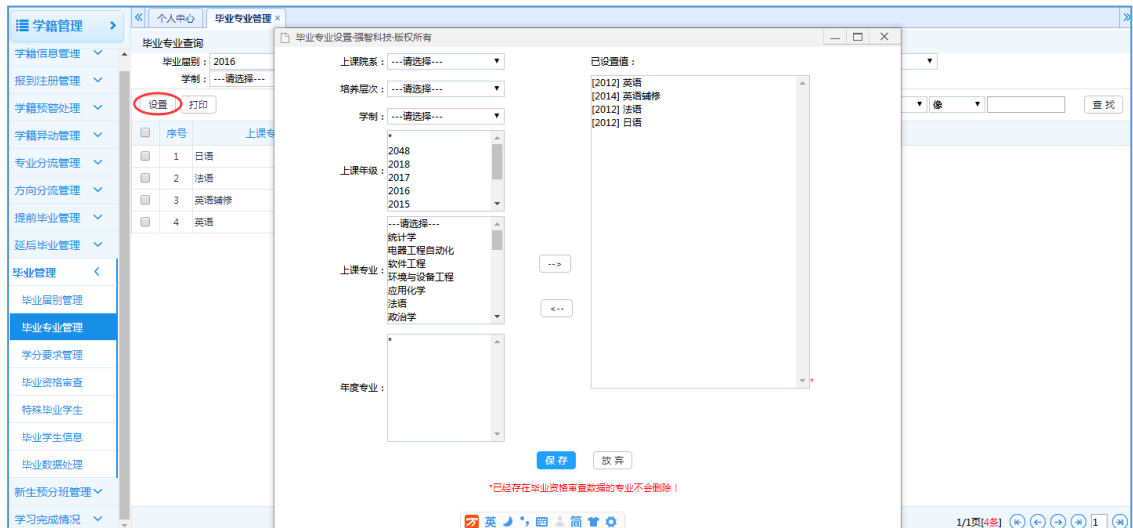 学籍管理
个人中心 毕业专业管理 ×
学籍信息管理
报到注册管理
学籍预警处理
学籍异动管理
专业分流管理
方向分流管理
提前毕业管理
延后毕业管理
毕业管理
毕业届别管理
毕业专业管理
学分要求管理
毕业资格审查
特殊毕业学生
毕业学生信息
毕业数据处理
新生预分班管理
学习完成情况
毕业专业查询
毕业届别： 2016
学制： ---请选择---
设置 打印
像 查 找
序号 上课专
1 日语
2 法语
3 英语辅修
4 英语
毕业专业设置-强智科技-版权所有
上课院系： ---请选择---
培养层次： ---请选择---
学制： ---请选择---
上课年级：
*
2048
2018
2017
2016
2015
上课专业：
---请选择---
统计学
电器工程自动化
软件工程
环境与设备工程
应用化学
法语
政治学
年度专业：
*
-->
<--
已设置值：
[2012] 英语
[2014] 英语辅修
[2012] 法语
[2012] 日语
*
保 存 放 弃
*已经存在毕业资格审查数据的专业不会删除！
英 简
1/1页[4条] 1